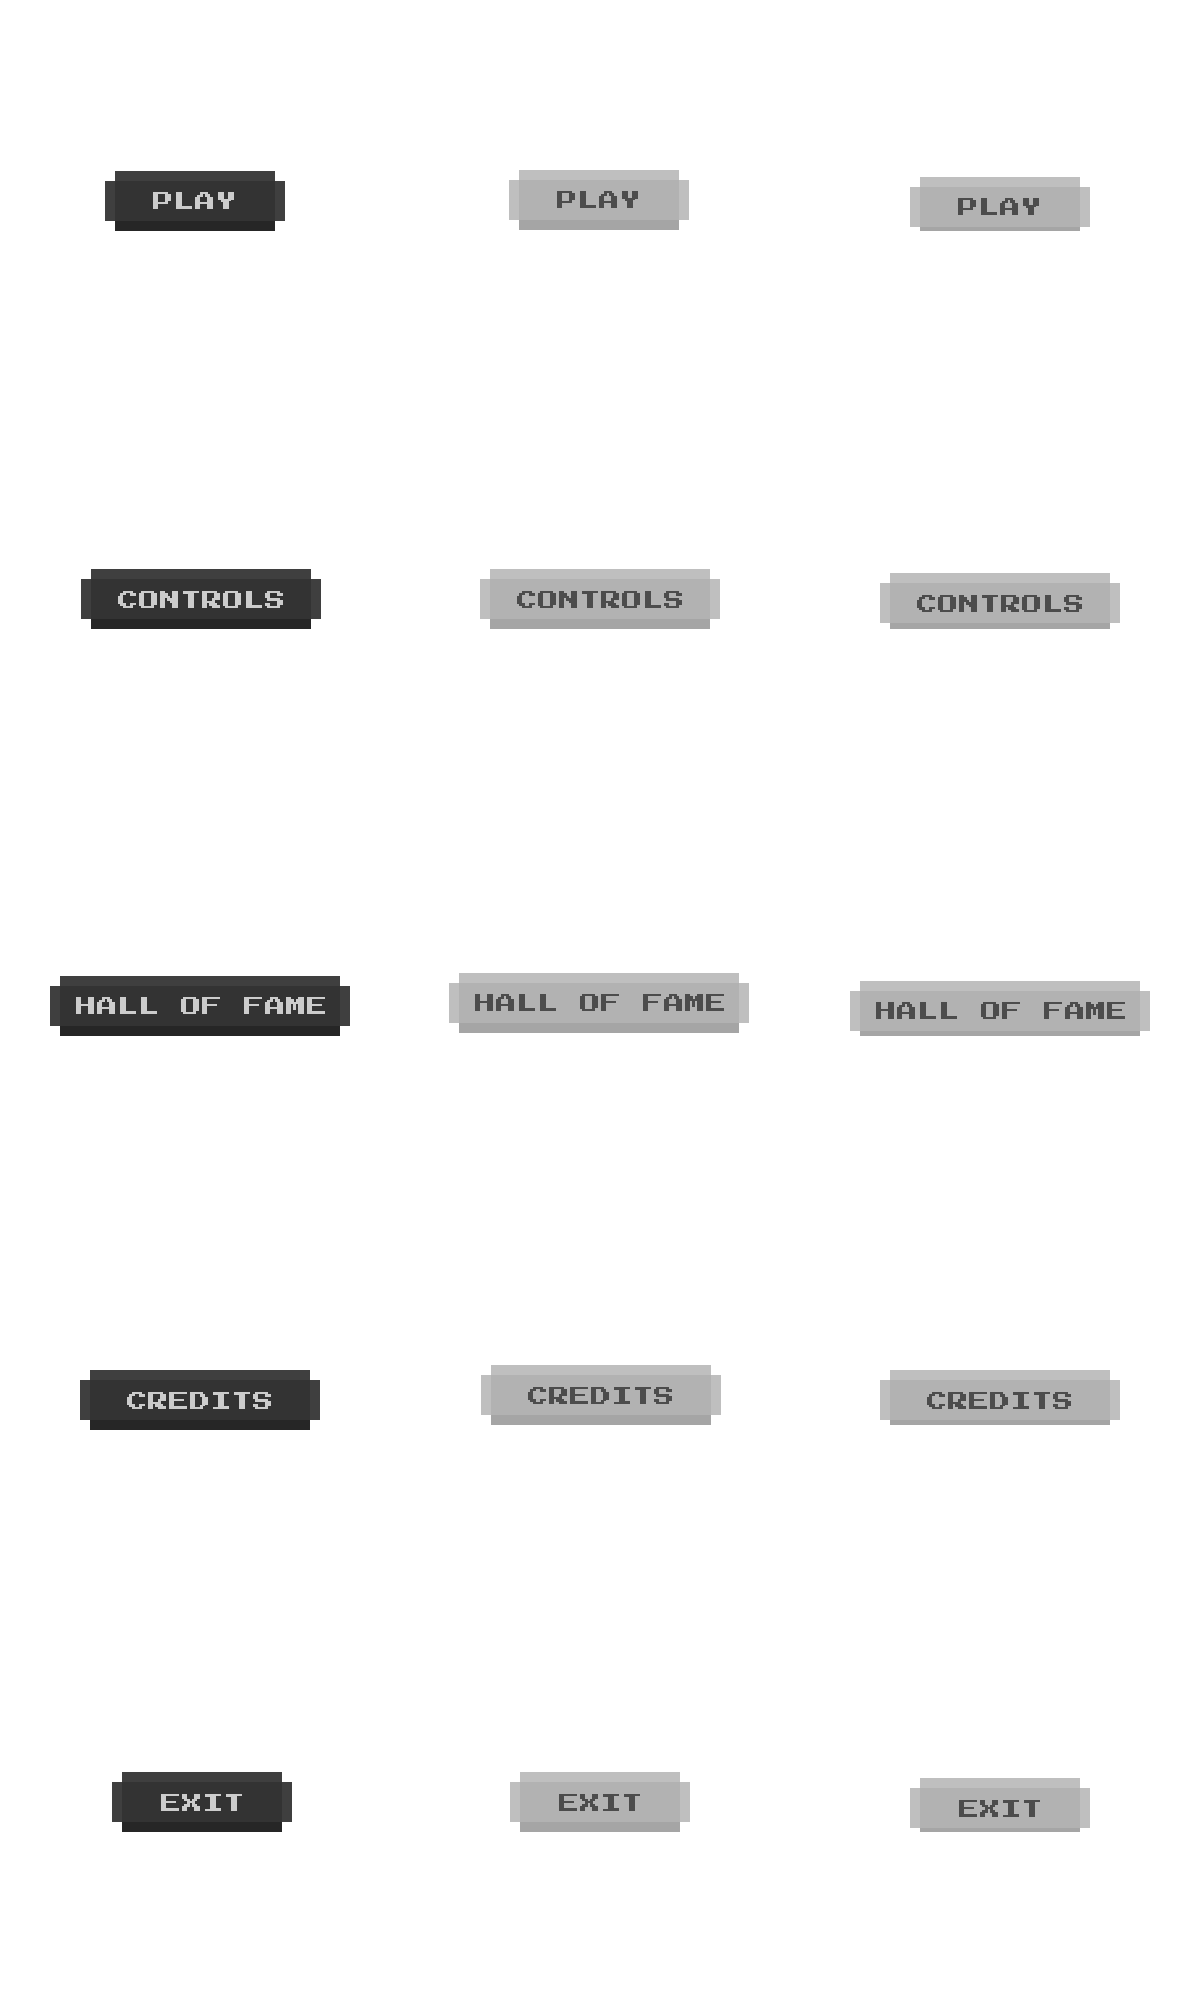 PLAY PLAY PLAY
CONTROLS CONTROLS CONTROLS
HALL OF FAME HALL OF FAME HALL OF FAME
CREDITS CREDITS CREDITS
EXIT EXIT EXIT